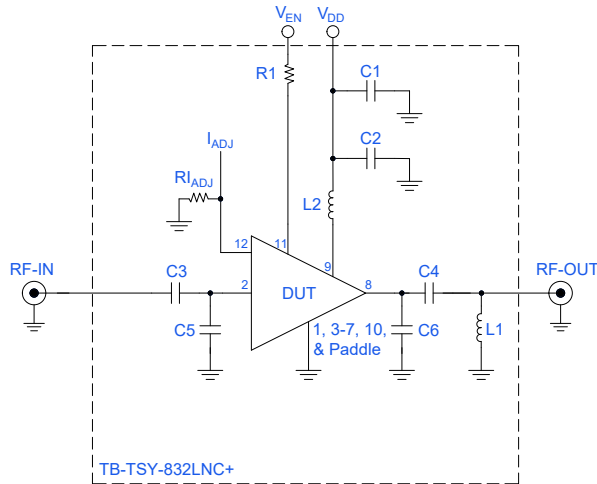 VEN
VDD
R1
C1
C2
IADJ
RIADJ
L2
12
11
9
RF-IN
C3
2
DUT
8
C4
RF-OUT
C5
1, 3-7, 10,
& Paddle
C6
L1
TB-TSY-832LNC+